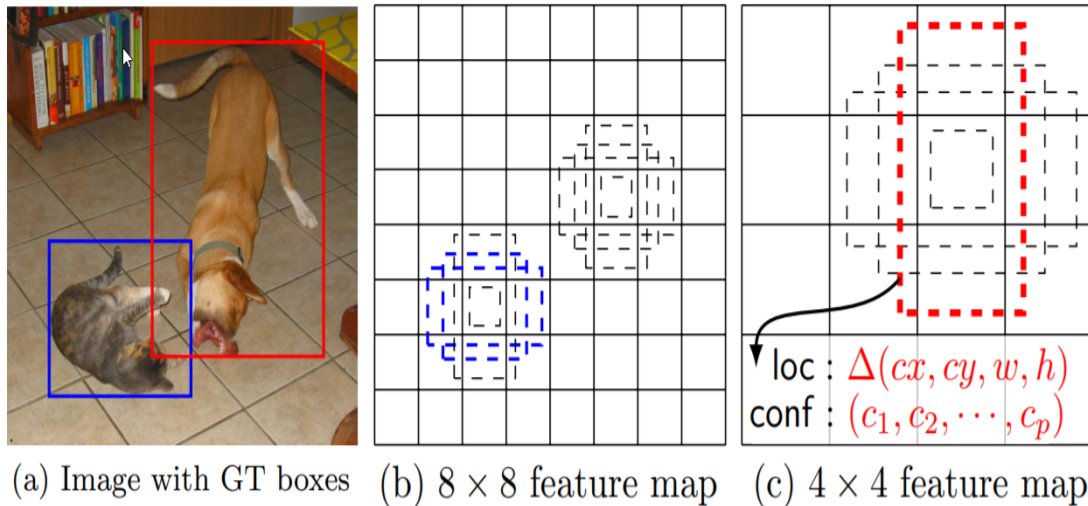 loc : Δ(cx, cy, w, h)
conf : (c₁, c₂, ···, cₚ)
(a) Image with GT boxes
(b) 8 × 8 feature map
(c) 4 × 4 feature map